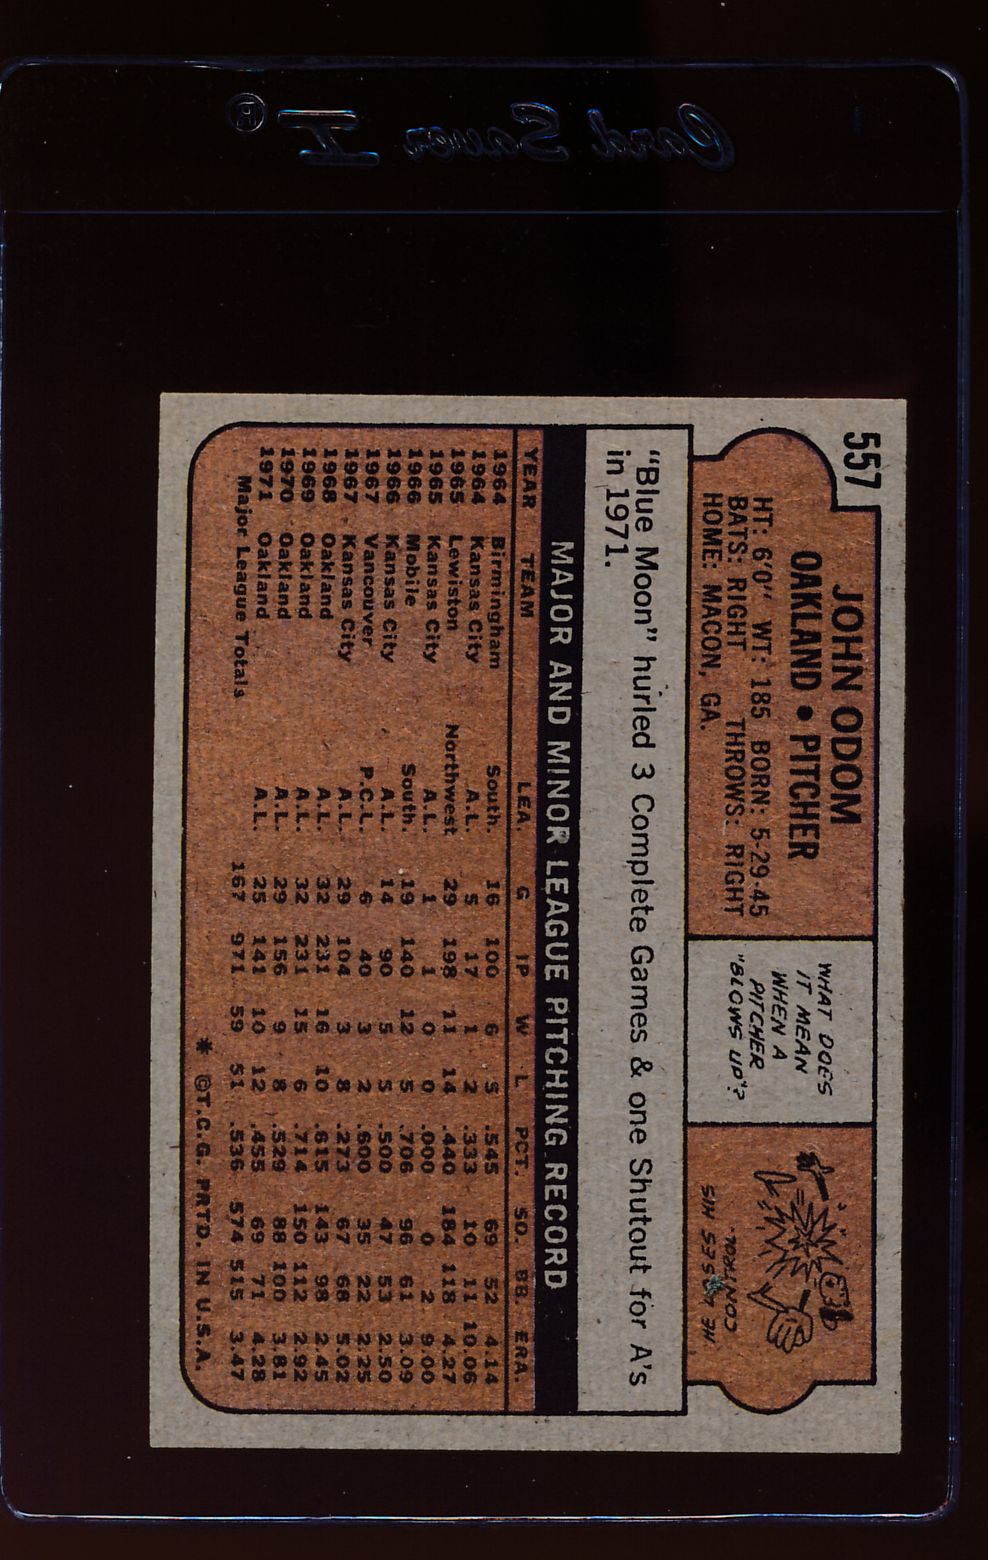 Card Saver I®
557
JOHN ODOM
OAKLAND • PITCHER
HT: 6'0" WT: 185 BORN: 5-29-45
BATS: RIGHT THROWS: RIGHT
HOME: MACON, GA.
WHAT DOES
IT MEAN
WHEN A
PITCHER
"BLOWS UP"?
HE LOSES HIS
CONTROL.
"Blue Moon" hurled 3 Complete Games & one Shutout for A's
in 1971.
MAJOR AND MINOR LEAGUE PITCHING RECORD
YEAR TEAM LEA. G IP W L PCT. SO. BB. ERA.
1964 Birmingham South. 16 100 6 5 .545 69 52 4.14
1964 Kansas City A.L. 5 17 1 2 .333 10 11 10.06
1965 Lewiston Northwest 29 198 11 14 .440 184 118 4.27
1965 Kansas City A.L. 1 1 0 0 .000 0 2 9.00
1966 Mobile South. 19 140 12 5 .706 96 61 3.09
1966 Kansas City A.L. 14 90 5 5 .500 47 53 2.50
1967 Vancouver P.C.L. 6 40 3 2 .600 35 22 2.25
1967 Kansas City A.L. 29 104 3 8 .273 67 68 5.02
1968 Oakland A.L. 32 231 16 10 .615 143 98 2.45
1969 Oakland A.L. 32 231 15 6 .714 150 112 2.92
1970 Oakland A.L. 29 156 9 8 .529 88 100 3.81
1971 Oakland A.L. 25 141 10 12 .455 69 71 4.28
Major League Totals 167 971 59 51 .536 574 515 3.47
* ©T.C.G. PRTD. IN U.S.A.